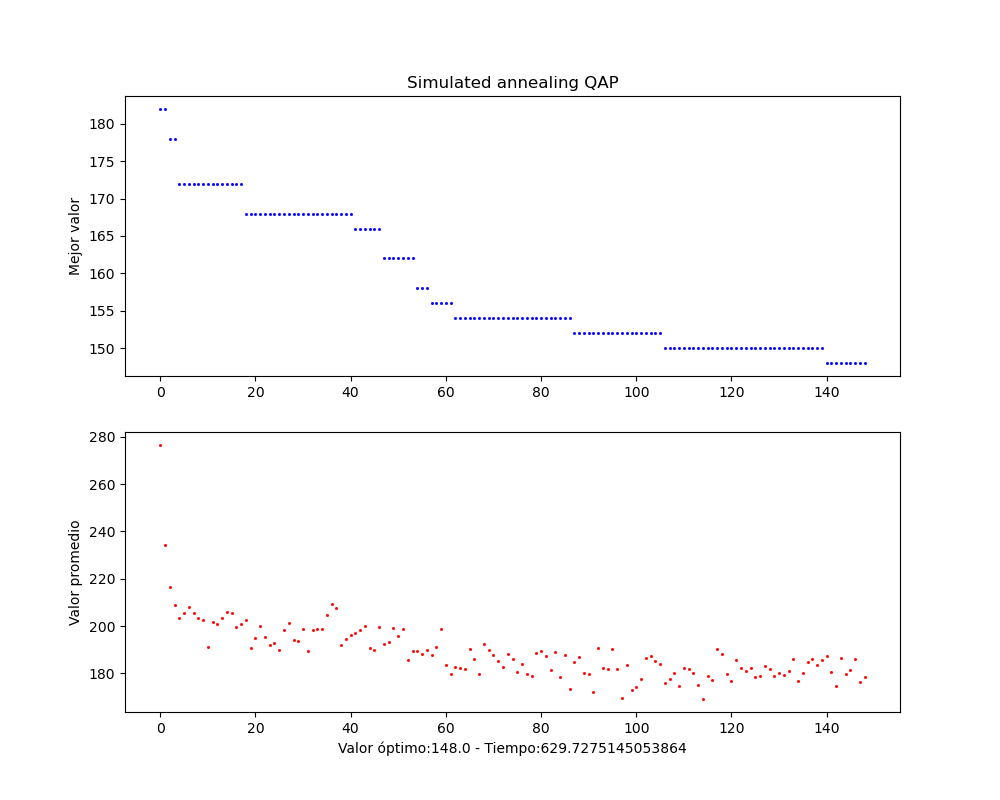 Simulated annealing QAP
Mejor valor
180
175
170
165
160
155
150
0 20 40 60 80 100 120 140
Valor promedio
280
260
240
220
200
180
0 20 40 60 80 100 120 140
Valor óptimo:148.0 - Tiempo:629.7275145053864